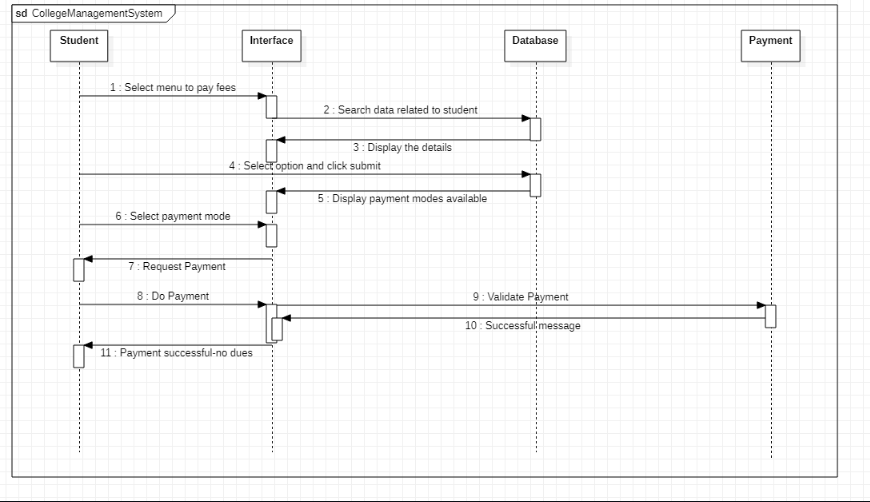 sd CollegeManagementSystem
Student
Interface
Database
Payment
1 : Select menu to pay fees
2 : Search data related to student
3 : Display the details
4 : Select option and click submit
5 : Display payment modes available
6 : Select payment mode
7 : Request Payment
8 : Do Payment
9 : Validate Payment
10 : Successful message
11 : Payment successful-no dues